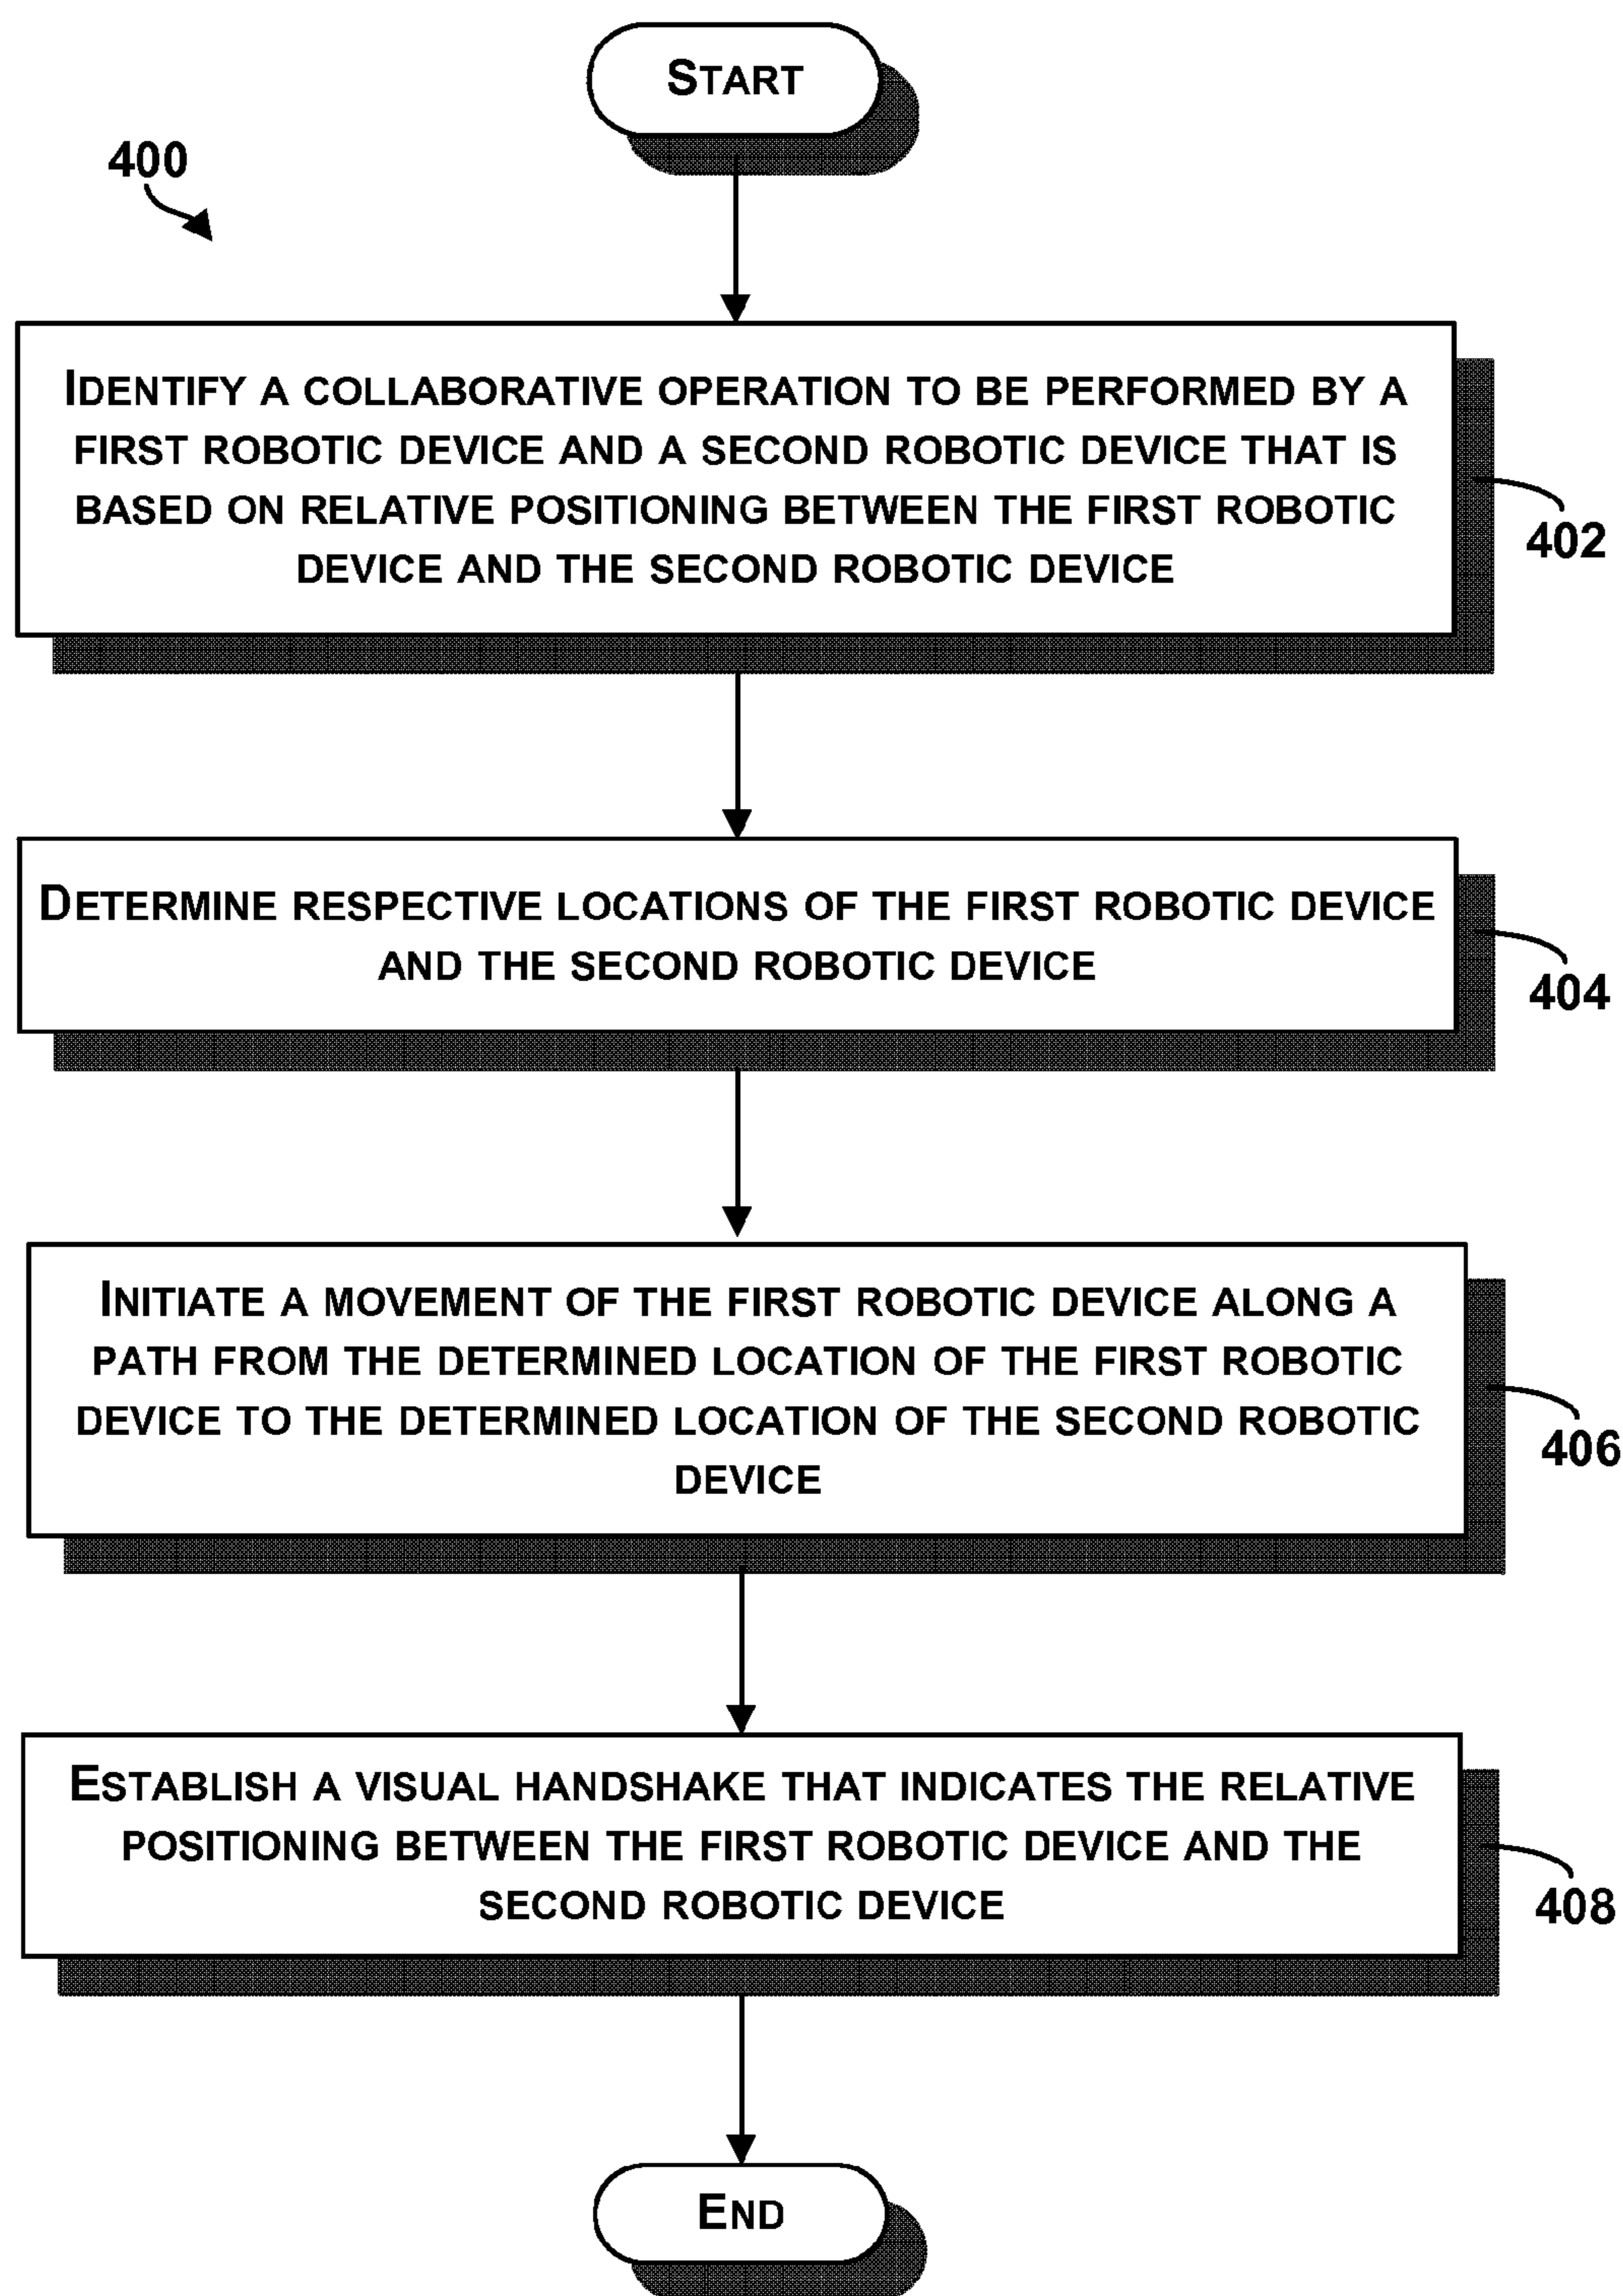 START
400
IDENTIFY A COLLABORATIVE OPERATION TO BE PERFORMED BY A
FIRST ROBOTIC DEVICE AND A SECOND ROBOTIC DEVICE THAT IS
BASED ON RELATIVE POSITIONING BETWEEN THE FIRST ROBOTIC
DEVICE AND THE SECOND ROBOTIC DEVICE
402
DETERMINE RESPECTIVE LOCATIONS OF THE FIRST ROBOTIC DEVICE
AND THE SECOND ROBOTIC DEVICE
404
INITIATE A MOVEMENT OF THE FIRST ROBOTIC DEVICE ALONG A
PATH FROM THE DETERMINED LOCATION OF THE FIRST ROBOTIC
DEVICE TO THE DETERMINED LOCATION OF THE SECOND ROBOTIC
DEVICE
406
ESTABLISH A VISUAL HANDSHAKE THAT INDICATES THE RELATIVE
POSITIONING BETWEEN THE FIRST ROBOTIC DEVICE AND THE
SECOND ROBOTIC DEVICE
408
END